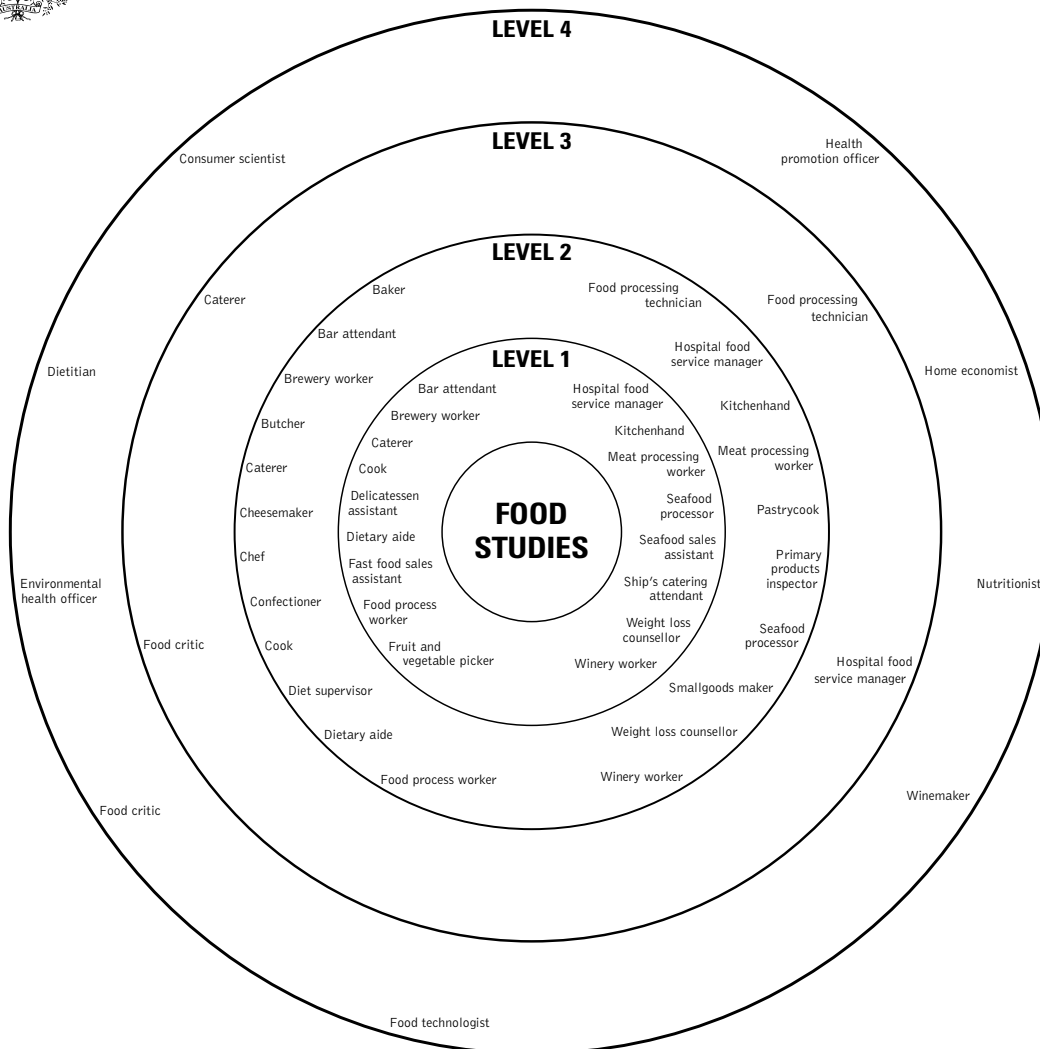 AUSTRALIA
LEVEL 4
Consumer scientist
Health
promotion officer
Dietitian
Home economist
Environmental
health officer
Nutritionist
Food critic
Winemaker
Food technologist
LEVEL 3
Caterer
Food processing
technician
Food critic
Hospital food
service manager
LEVEL 2
Baker
Bar attendant
Brewery worker
Butcher
Caterer
Cheesemaker
Chef
Confectioner
Cook
Diet supervisor
Dietary aide
Food process worker
Food processing
technician
Hospital food
service manager
Kitchenhand
Meat processing
worker
Pastrycook
Primary
products
inspector
Seafood
processor
Smallgoods maker
Weight loss counsellor
Winery worker
LEVEL 1
Bar attendant
Brewery worker
Caterer
Cook
Delicatessen
assistant
Dietary aide
Fast food sales
assistant
Food process
worker
Fruit and
vegetable picker
Hospital food
service manager
Kitchenhand
Meat processing
worker
Seafood
processor
Seafood sales
assistant
Ship's catering
attendant
Weight loss
counsellor
Winery worker
FOOD
STUDIES